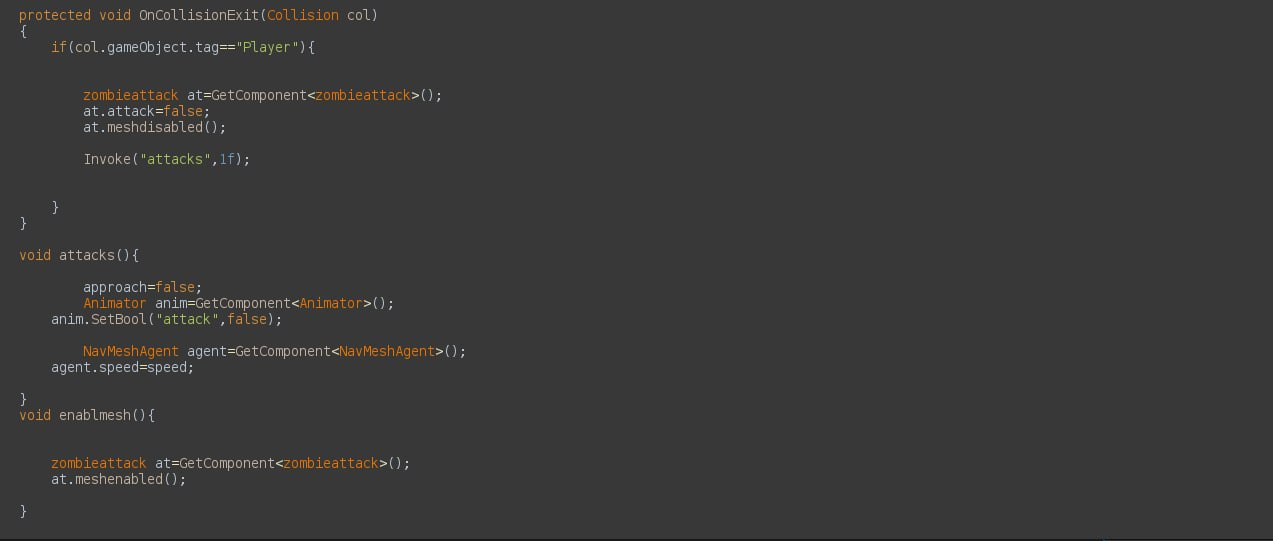 protected void OnCollisionExit(Collision col)
{
if(col.gameObject.tag=="Player"){
zombieattack at=GetComponent<zombieattack>();
at.attack=false;
at.meshdisabled();
Invoke("attacks",1f);
}
}
void attacks(){
approach=false;
Animator anim=GetComponent<Animator>();
anim.SetBool("attack",false);
NavMeshAgent agent=GetComponent<NavMeshAgent>();
agent.speed=speed;
}
void enablmesh(){
zombieattack at=GetComponent<zombieattack>();
at.meshenabled();
}